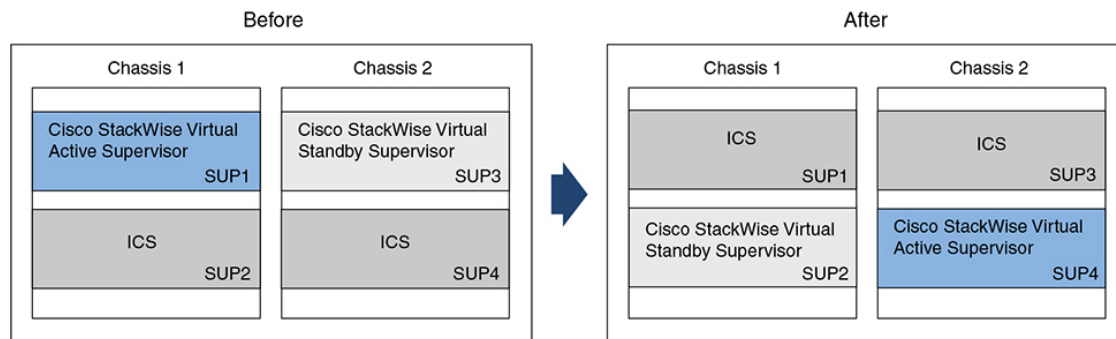 Before
After
Chassis 1
Chassis 2
Cisco StackWise Virtual
Active Supervisor
SUP1
Cisco StackWise Virtual
Standby Supervisor
SUP3
ICS
SUP2
ICS
SUP4
Chassis 1
Chassis 2
ICS
SUP1
ICS
SUP3
Cisco StackWise Virtual
Standby Supervisor
SUP2
Cisco StackWise Virtual
Active Supervisor
SUP4